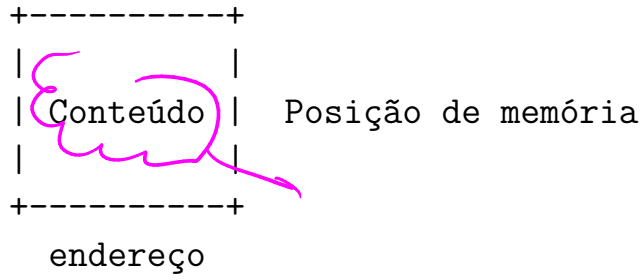 +----------+
| |
| Conteúdo | Posição de memória
| |
+----------+
endereço